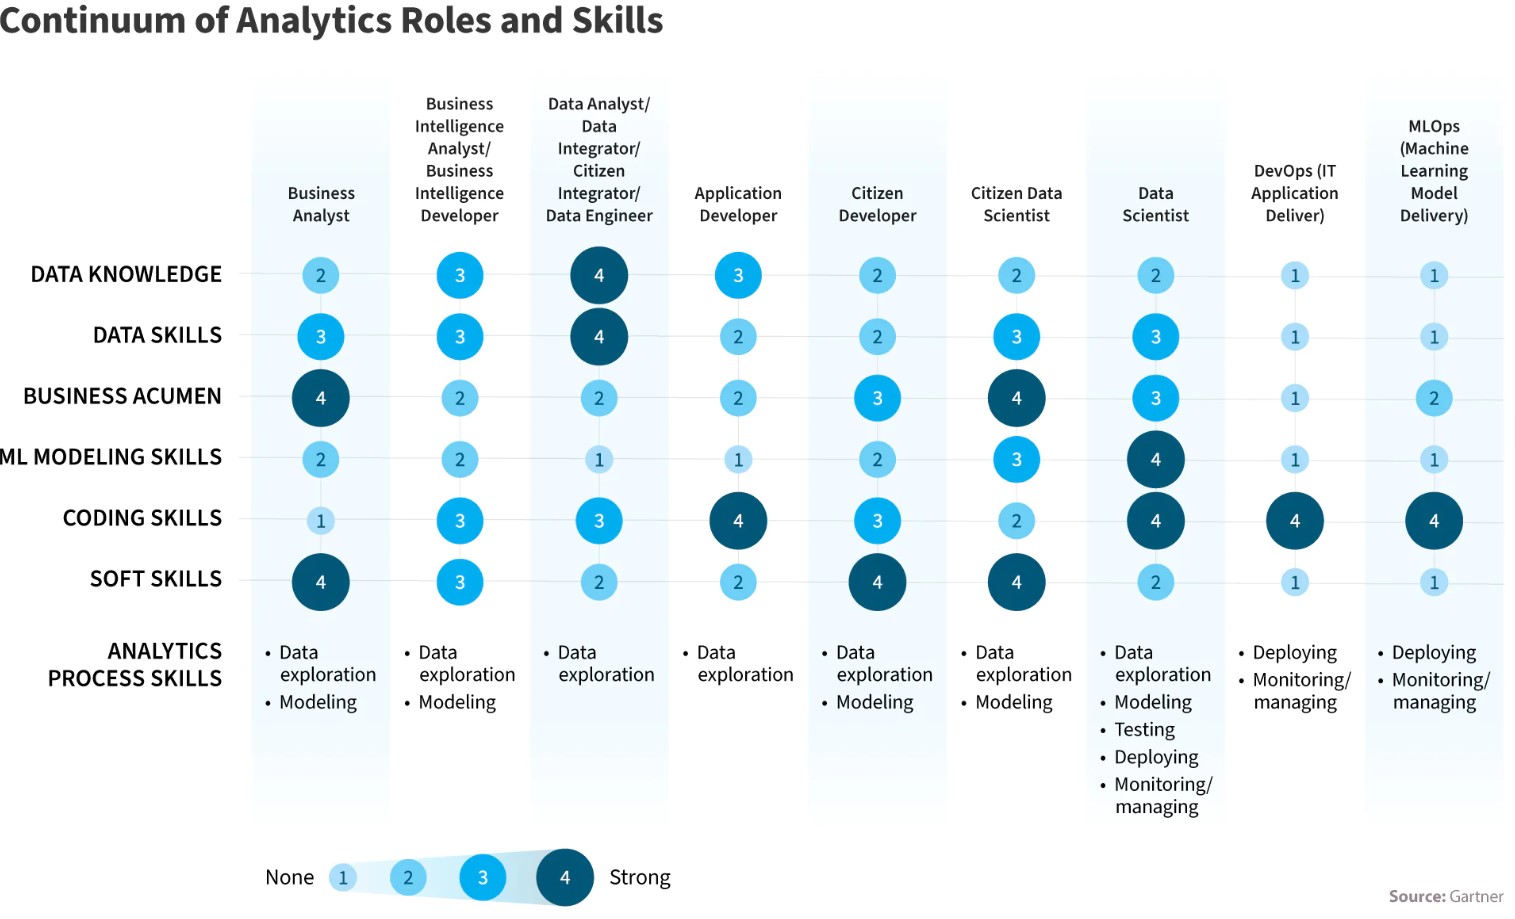 Continuum of Analytics Roles and Skills
Business
Analyst
Business
Intelligence
Analyst/
Business
Intelligence
Developer
Data Analyst/
Data
Integrator/
Citizen
Integrator/
Data Engineer
Application
Developer
Citizen
Developer
Citizen Data
Scientist
Data
Scientist
DevOps (IT
Application
Deliver)
MLOps
(Machine
Learning
Model
Delivery)
DATA KNOWLEDGE 2 3 4 3 2 2 2 1 1
DATA SKILLS 3 3 4 2 2 3 3 1 1
BUSINESS ACUMEN 4 2 2 2 3 4 3 1 2
ML MODELING SKILLS 2 2 1 1 2 3 4 1 1
CODING SKILLS 1 3 3 4 3 2 4 4 4
SOFT SKILLS 4 3 2 2 4 4 2 1 1
ANALYTICS
PROCESS SKILLS
• Data
exploration
• Modeling
• Data
exploration
• Modeling
• Data
exploration
• Data
exploration
• Data
exploration
• Modeling
• Data
exploration
• Modeling
• Data
exploration
• Modeling
• Testing
• Deploying
• Monitoring/
managing
• Deploying
• Monitoring/
managing
• Deploying
• Monitoring/
managing
None 1 2 3 4 Strong
Source: Gartner